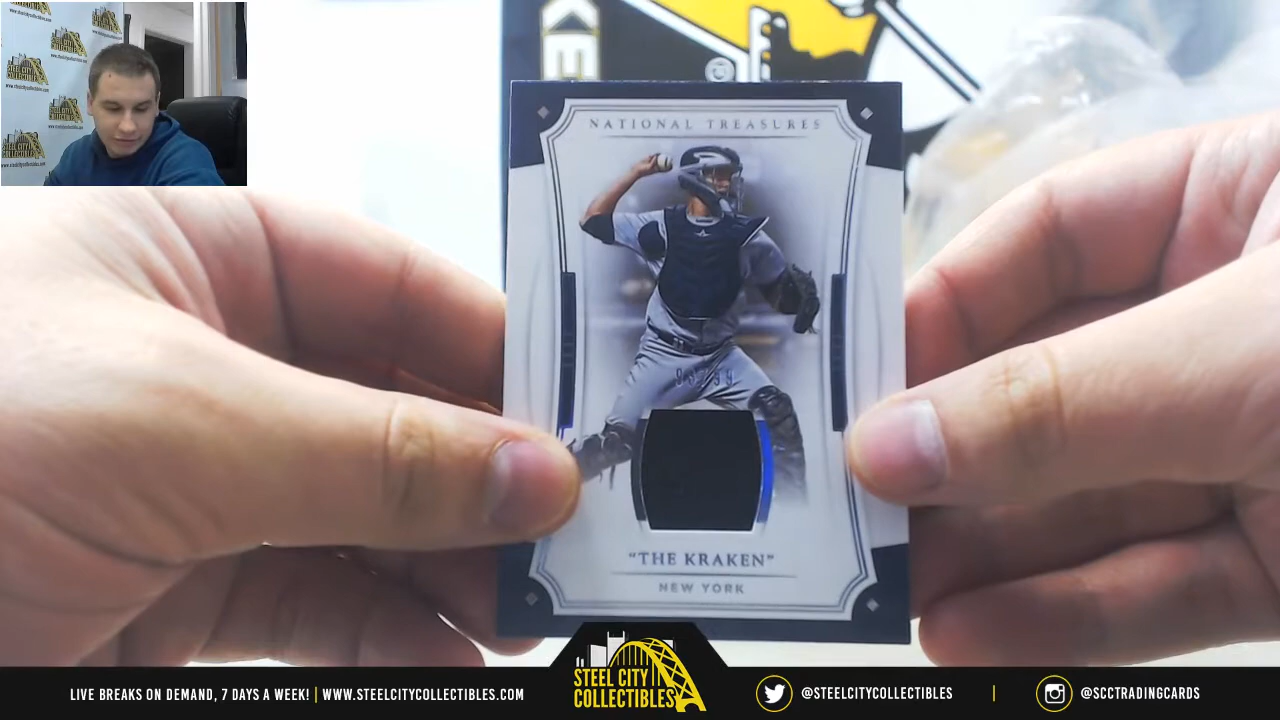 NATIONAL TREASURES
"THE KRAKEN"
NEW YORK
STEEL CITY
COLLECTIBLES
LIVE BREAKS ON DEMAND, 7 DAYS A WEEK! | WWW.STEELCITYCOLLECTIBLES.COM
@STEELCITYCOLLECTIBLES
@SCCTRADINGCARDS